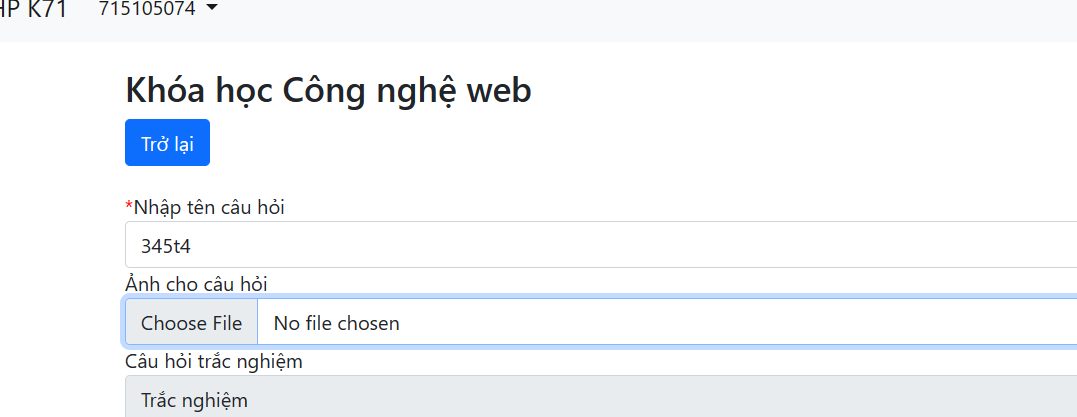 HP K71 715105074
Khóa học Công nghệ web
Trở lại
*Nhập tên câu hỏi
345t4
Ảnh cho câu hỏi
Choose File No file chosen
Câu hỏi trắc nghiệm
Trắc nghiệm